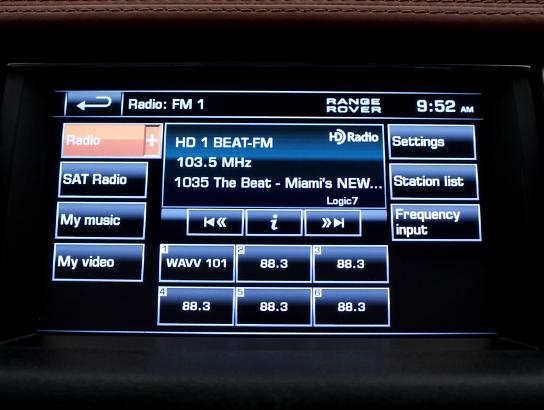 Radio: FM 1
RANGE ROVER
9:52 AM
Radio +
SAT Radio
My music
My video
HD 1 BEAT-FM
HD Radio
103.5 MHz
1035 The Beat - Miami's NEW...
Logic7
i
Settings
Station list
Frequency
input
1 WAVV 101
2 88.3
3 88.3
4 88.3
5 88.3
6 88.3